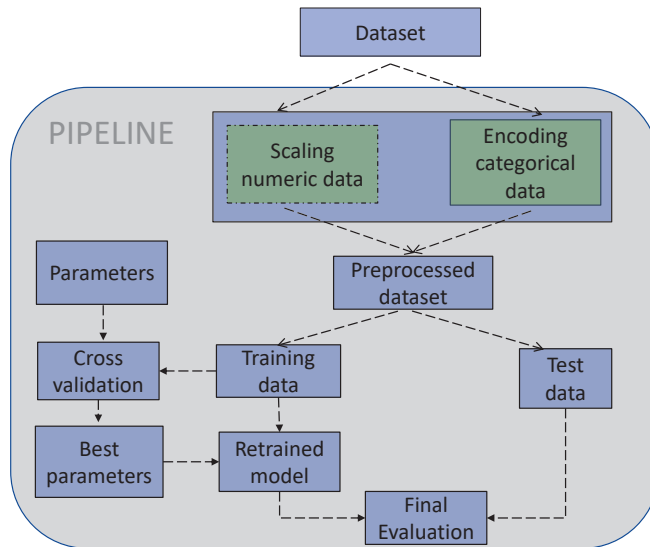 Dataset
PIPELINE
Scaling
numeric data
Encoding
categorical
data
Preprocessed
dataset
Parameters
Cross
validation
Training
data
Test
data
Best
parameters
Retrained
model
Final
Evaluation